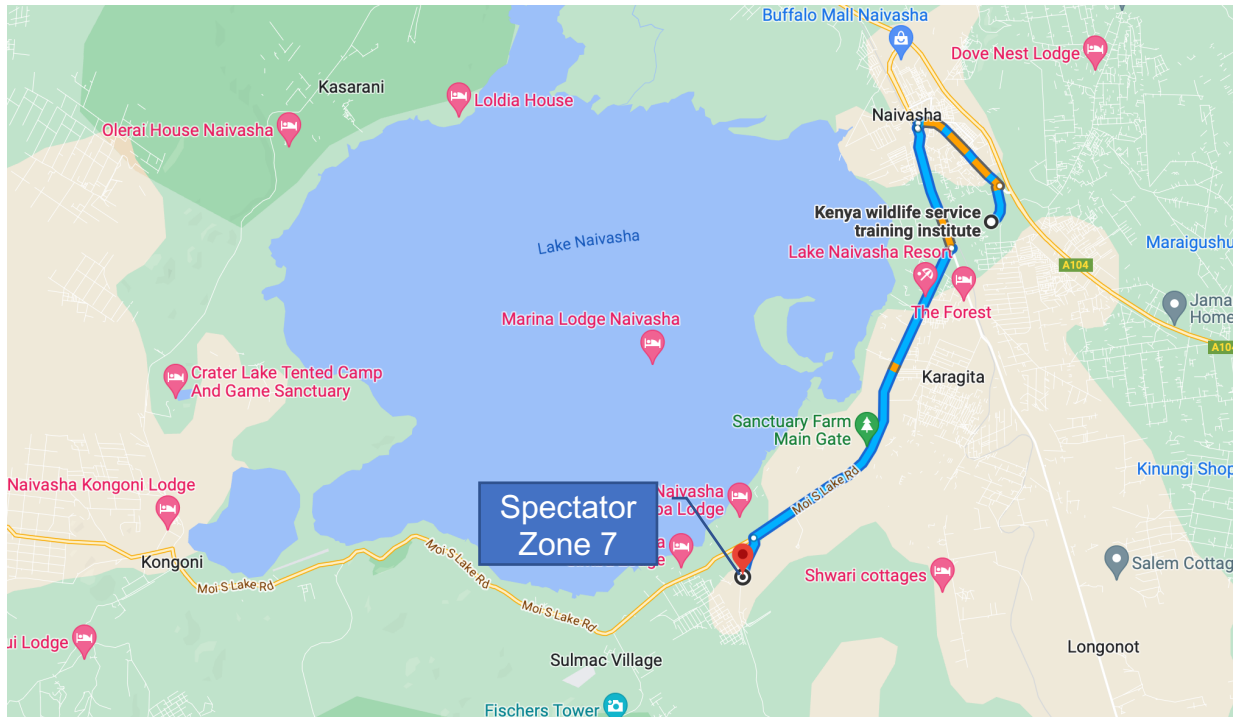 Buffalo Mall Naivasha
Dove Nest Lodge
Kasarani
Loldia House
Olerai House Naivasha
Naivasha
Kenya wildlife service
training institute
Lake Naivasha
Maraigushu
Lake Naivasha Resort
A104
The Forest
Jama
Home
Marina Lodge Naivasha
A104
Crater Lake Tented Camp
And Game Sanctuary
Karagita
Sanctuary Farm
Main Gate
Kinungi Shop
Naivasha Kongoni Lodge
Naivasha
Lodge
Moi S Lake Rd
Spectator
Zone 7
Kongoni
Moi S Lake Rd
Moi S Lake Rd
Moi S Lake Rd
Shwari cottages
Salem Cottag
ui Lodge
Sulmac Village
Longonot
Fischers Tower